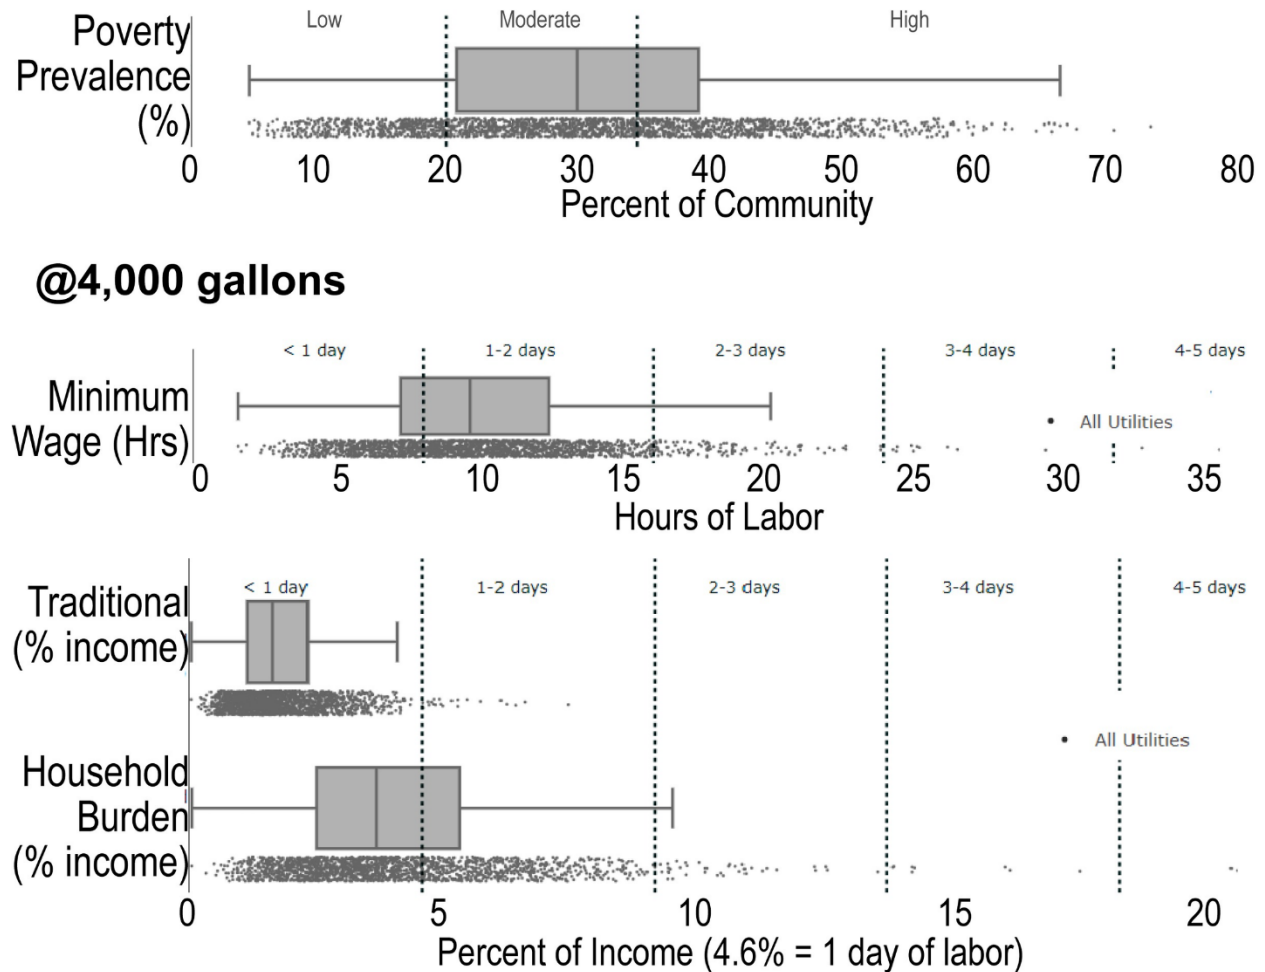 Low Moderate High
Poverty
Prevalence
(%)
0 10 20 30 40 50 60 70 80
Percent of Community
@4,000 gallons
< 1 day 1-2 days 2-3 days 3-4 days 4-5 days
Minimum
Wage (Hrs)
All Utilities
0 5 10 15 20 25 30 35
Hours of Labor
< 1 day 1-2 days 2-3 days 3-4 days 4-5 days
Traditional
(% income)
All Utilities
Household
Burden
(% income)
0 5 10 15 20
Percent of Income (4.6% = 1 day of labor)